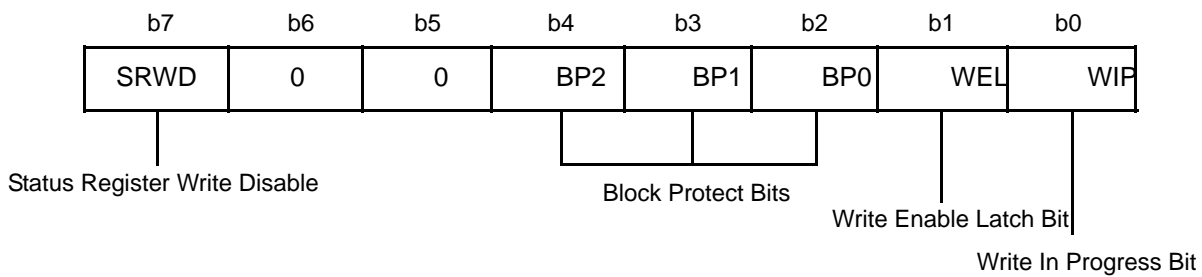 b7 b6 b5 b4 b3 b2 b1 b0
SRWD 0 0 BP2 BP1 BP0 WEL WIP
Status Register Write Disable
Block Protect Bits
Write Enable Latch Bit
Write In Progress Bit